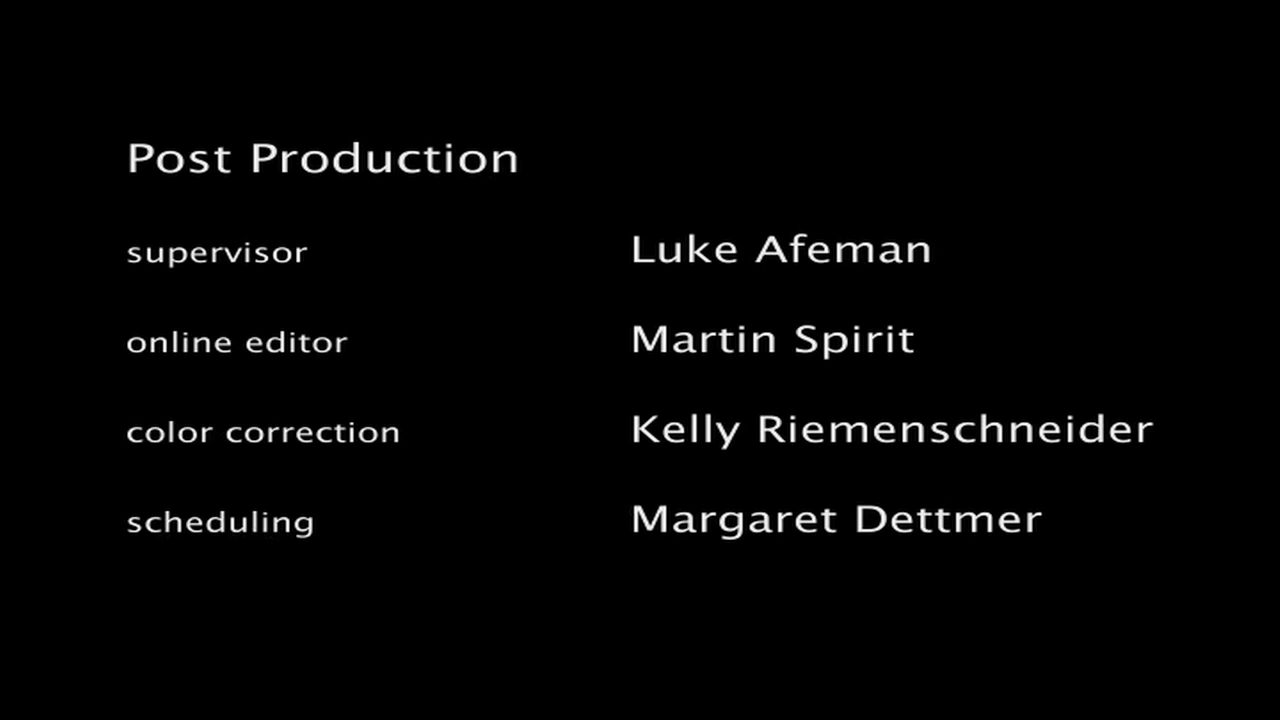 Post Production
supervisor Luke Afeman
online editor Martin Spirit
color correction Kelly Riemenschneider
scheduling Margaret Dettmer